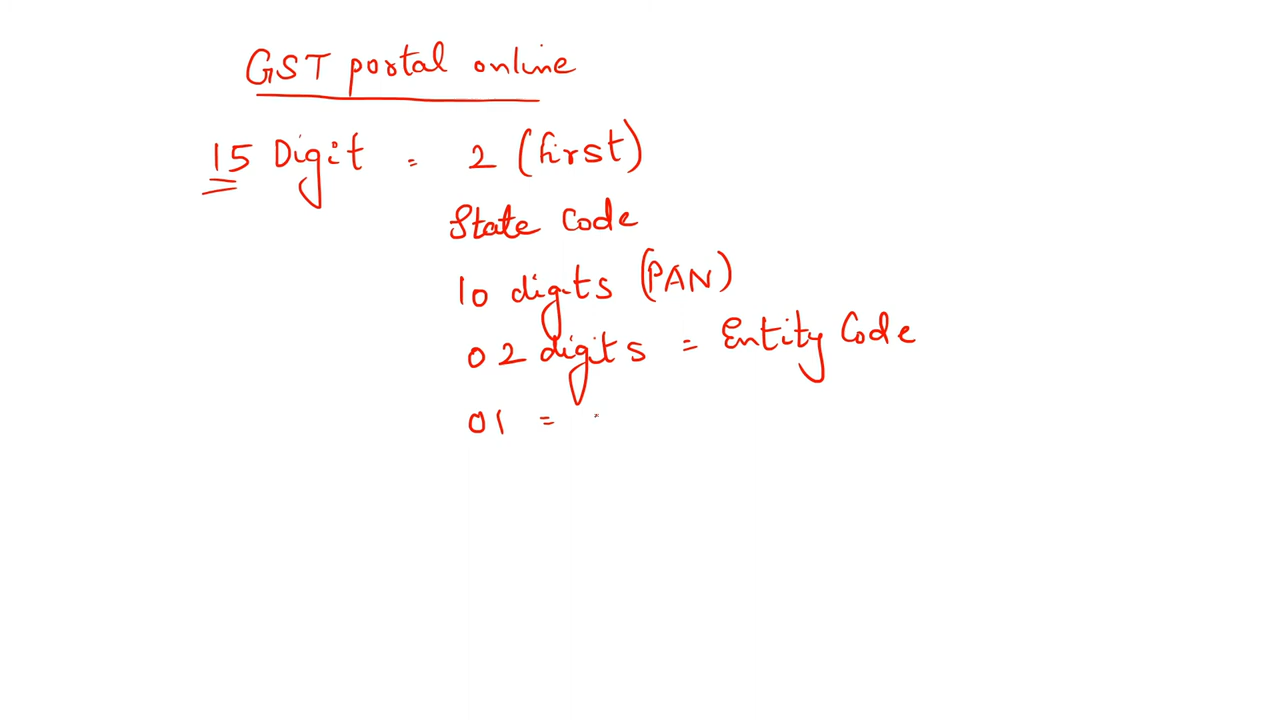 GST portal online
15 Digit = 2 (first)
State Code
10 digits (PAN)
02 digits = Entity Code
01 =